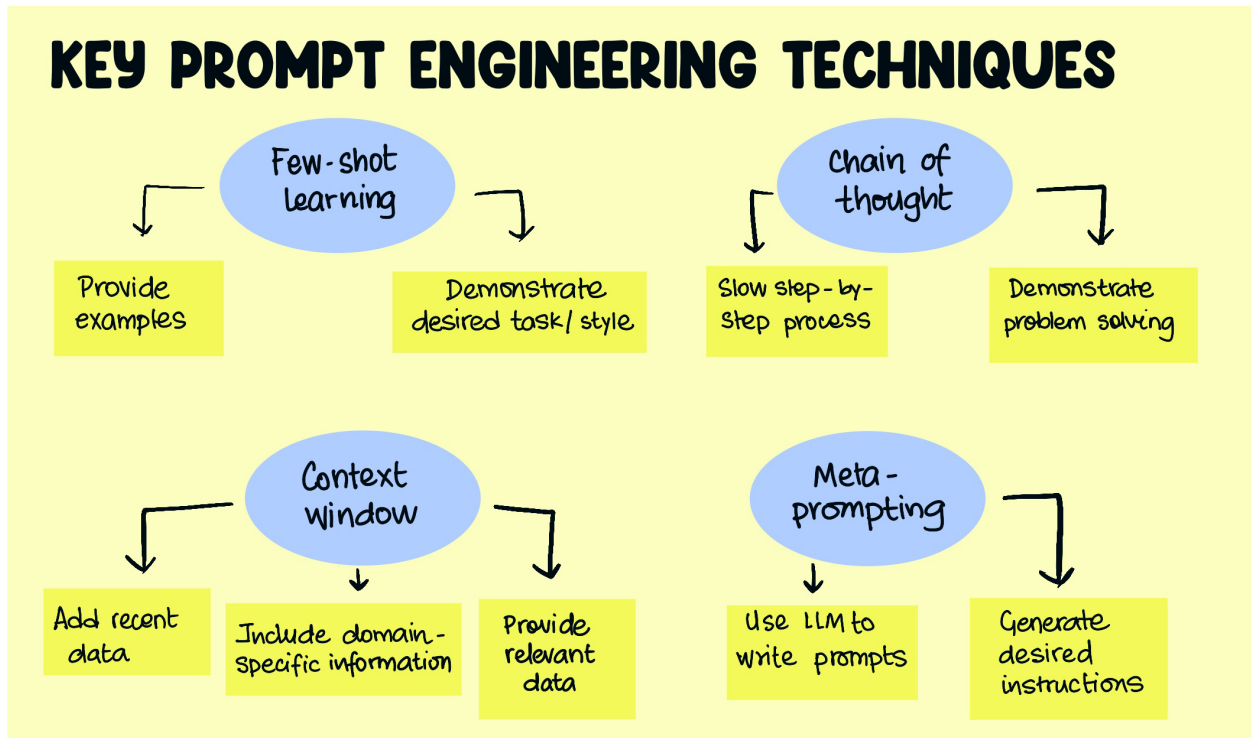 KEY PROMPT ENGINEERING TECHNIQUES
Few-shot
learning
Provide
examples
Demonstrate
desired task/style
Chain of
thought
Slow step-by-
step process
Demonstrate
problem solving
Context
window
Add recent
data
Include domain-
specific information
Provide
relevant
data
Meta-
prompting
Use LLM to
write prompts
Generate
desired
instructions